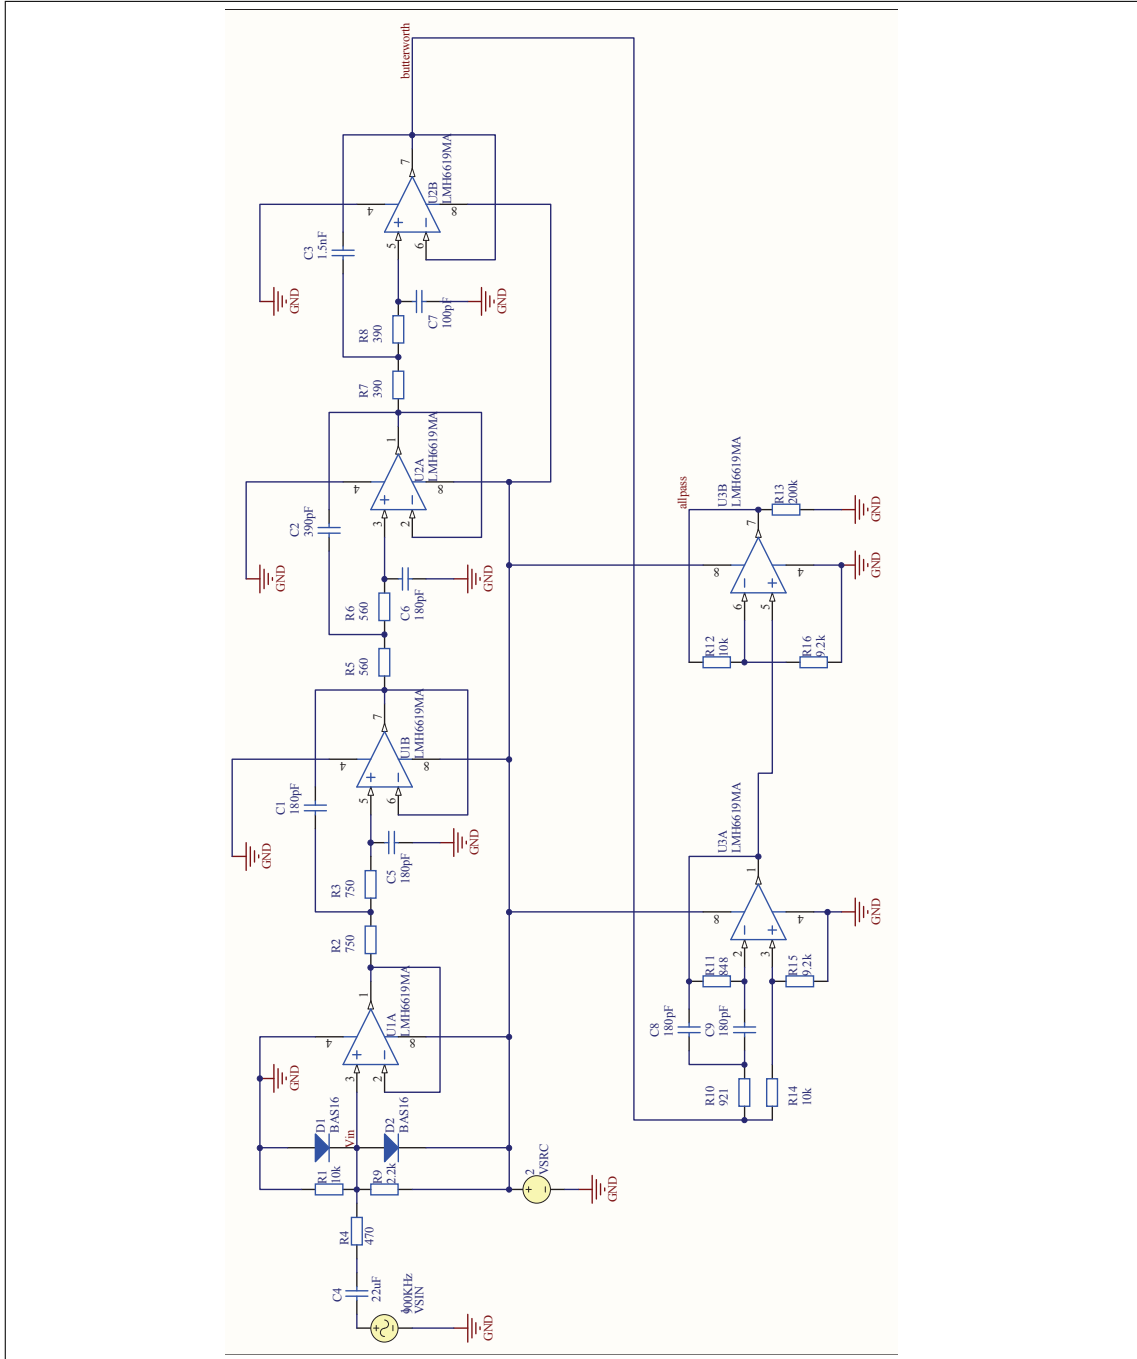 butterworth
4
7
U2B
LMH6619MA
C3
1.5nF
+
5
−
6
8
GND
R8
390
C7
100pF
GND
R7
390
1
U2A
LMH6619MA
4
8
C2
390pF
+
3
−
2
GND
R6
560
C6
180pF
GND
R5
560
7
U1B
LMH6619MA
4
8
C1
180pF
+
5
−
6
GND
R3
750
C5
180pF
GND
R2
750
1
U1A
LMH6619MA
4
8
+
3
−
2
GND
D1
BAS16
Vin
D2
BAS16
R1
10k
R9
2.2k
2
VSRC
+
−
GND
R4
470
C4
22uF
VSIN
+
−
GND
allpass
U3B
LMH6619MA
7
R13
200k
GND
8
4
GND
−
6
+
5
R12
10k
R16
9.2k
U3A
LMH6619MA
1
8
4
GND
−
2
+
3
R11
848
R15
9.2k
C8
180pF
C9
180pF
R10
921
R14
10k